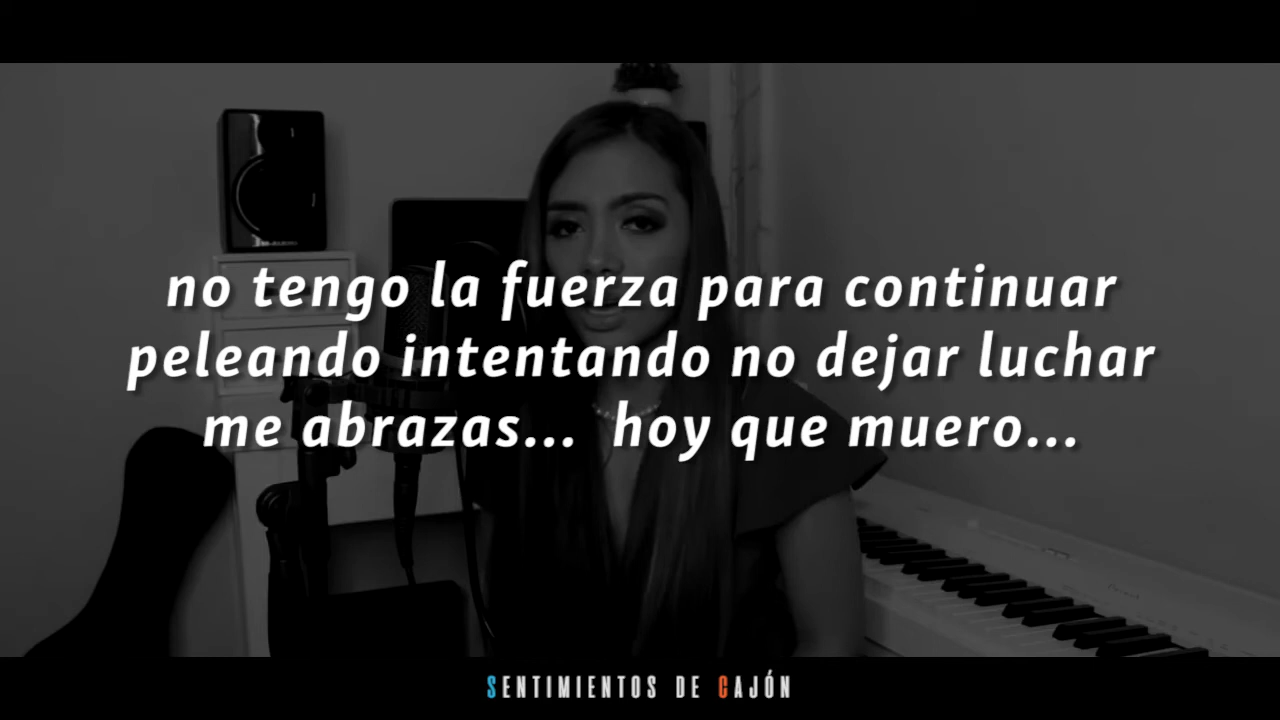 no tengo la fuerza para continuar
peleando intentando no dejar luchar
me abrazas... hoy que muero...
SENTIMIENTOS DE CAJÓN